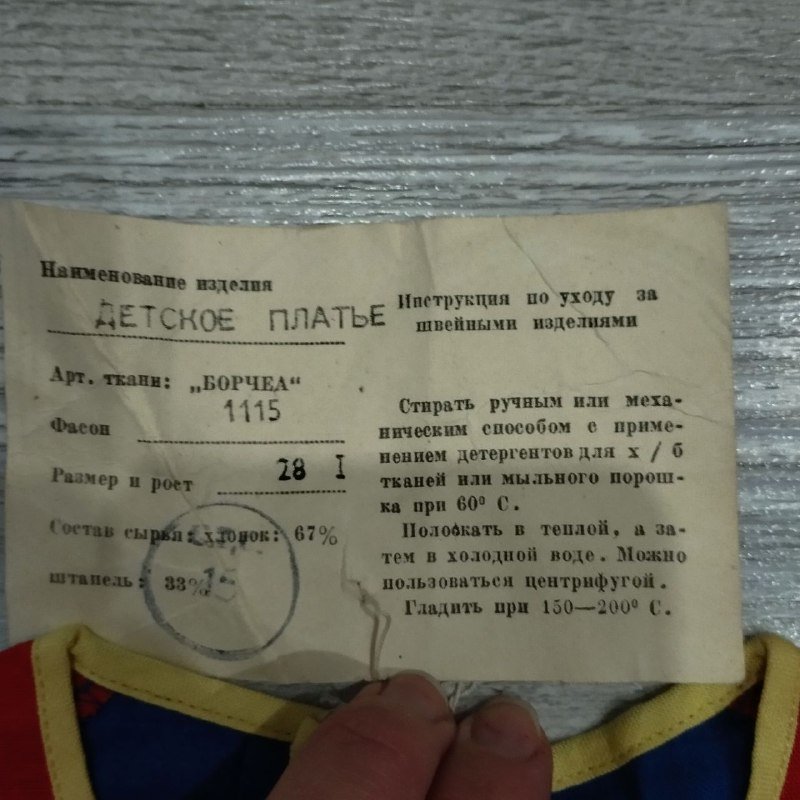 Наименование изделия
ДЕТСКОЕ ПЛАТЬЕ
Арт. ткани: „БОРЧЕА“
1115
Фасон
Размер и рост 28 I
Состав сырья: хлопок: 67%
штапель: 33%
15
Инструкция по уходу за
швейными изделиями
Стирать ручным или меха-
ническим способом с приме-
нением детергентов для х / б
тканей или мыльного порош-
ка при 60° С.
Полоскать в теплой, а за-
тем в холодной воде. Можно
пользоваться центрифугой.
Гладить при 150—200° С.